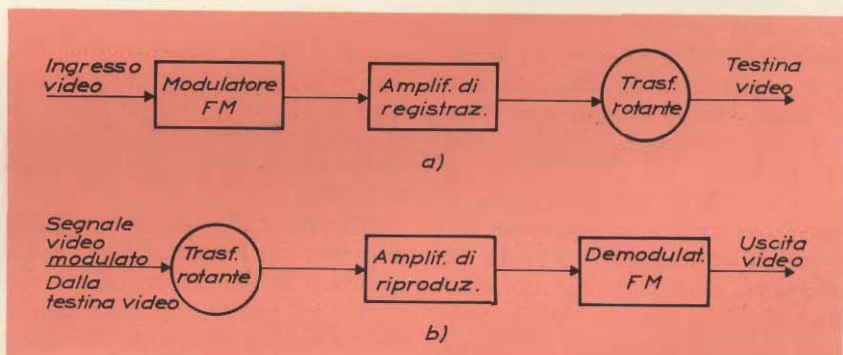 Ingresso
video
Modulatore
FM
Amplif. di
registraz.
Trasf.
rotante
Testina
video
a)
Segnale
video
modulato
Dalla
testina video
Trasf.
rotante
Amplif. di
riproduz.
Demodulat.
FM
Uscita
video
b)